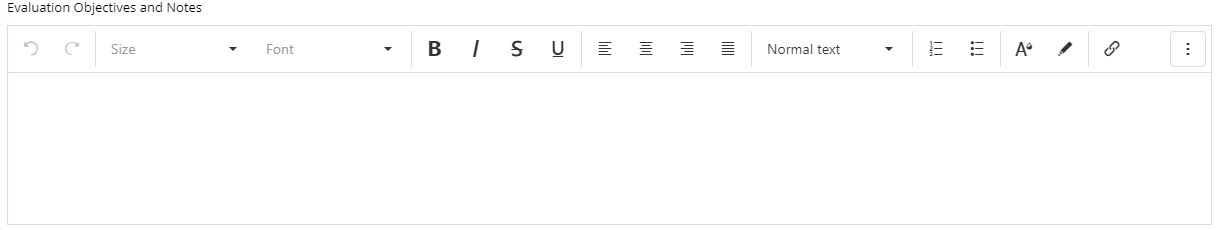 Evaluation Objectives and Notes
Size Font B I S U Normal text A